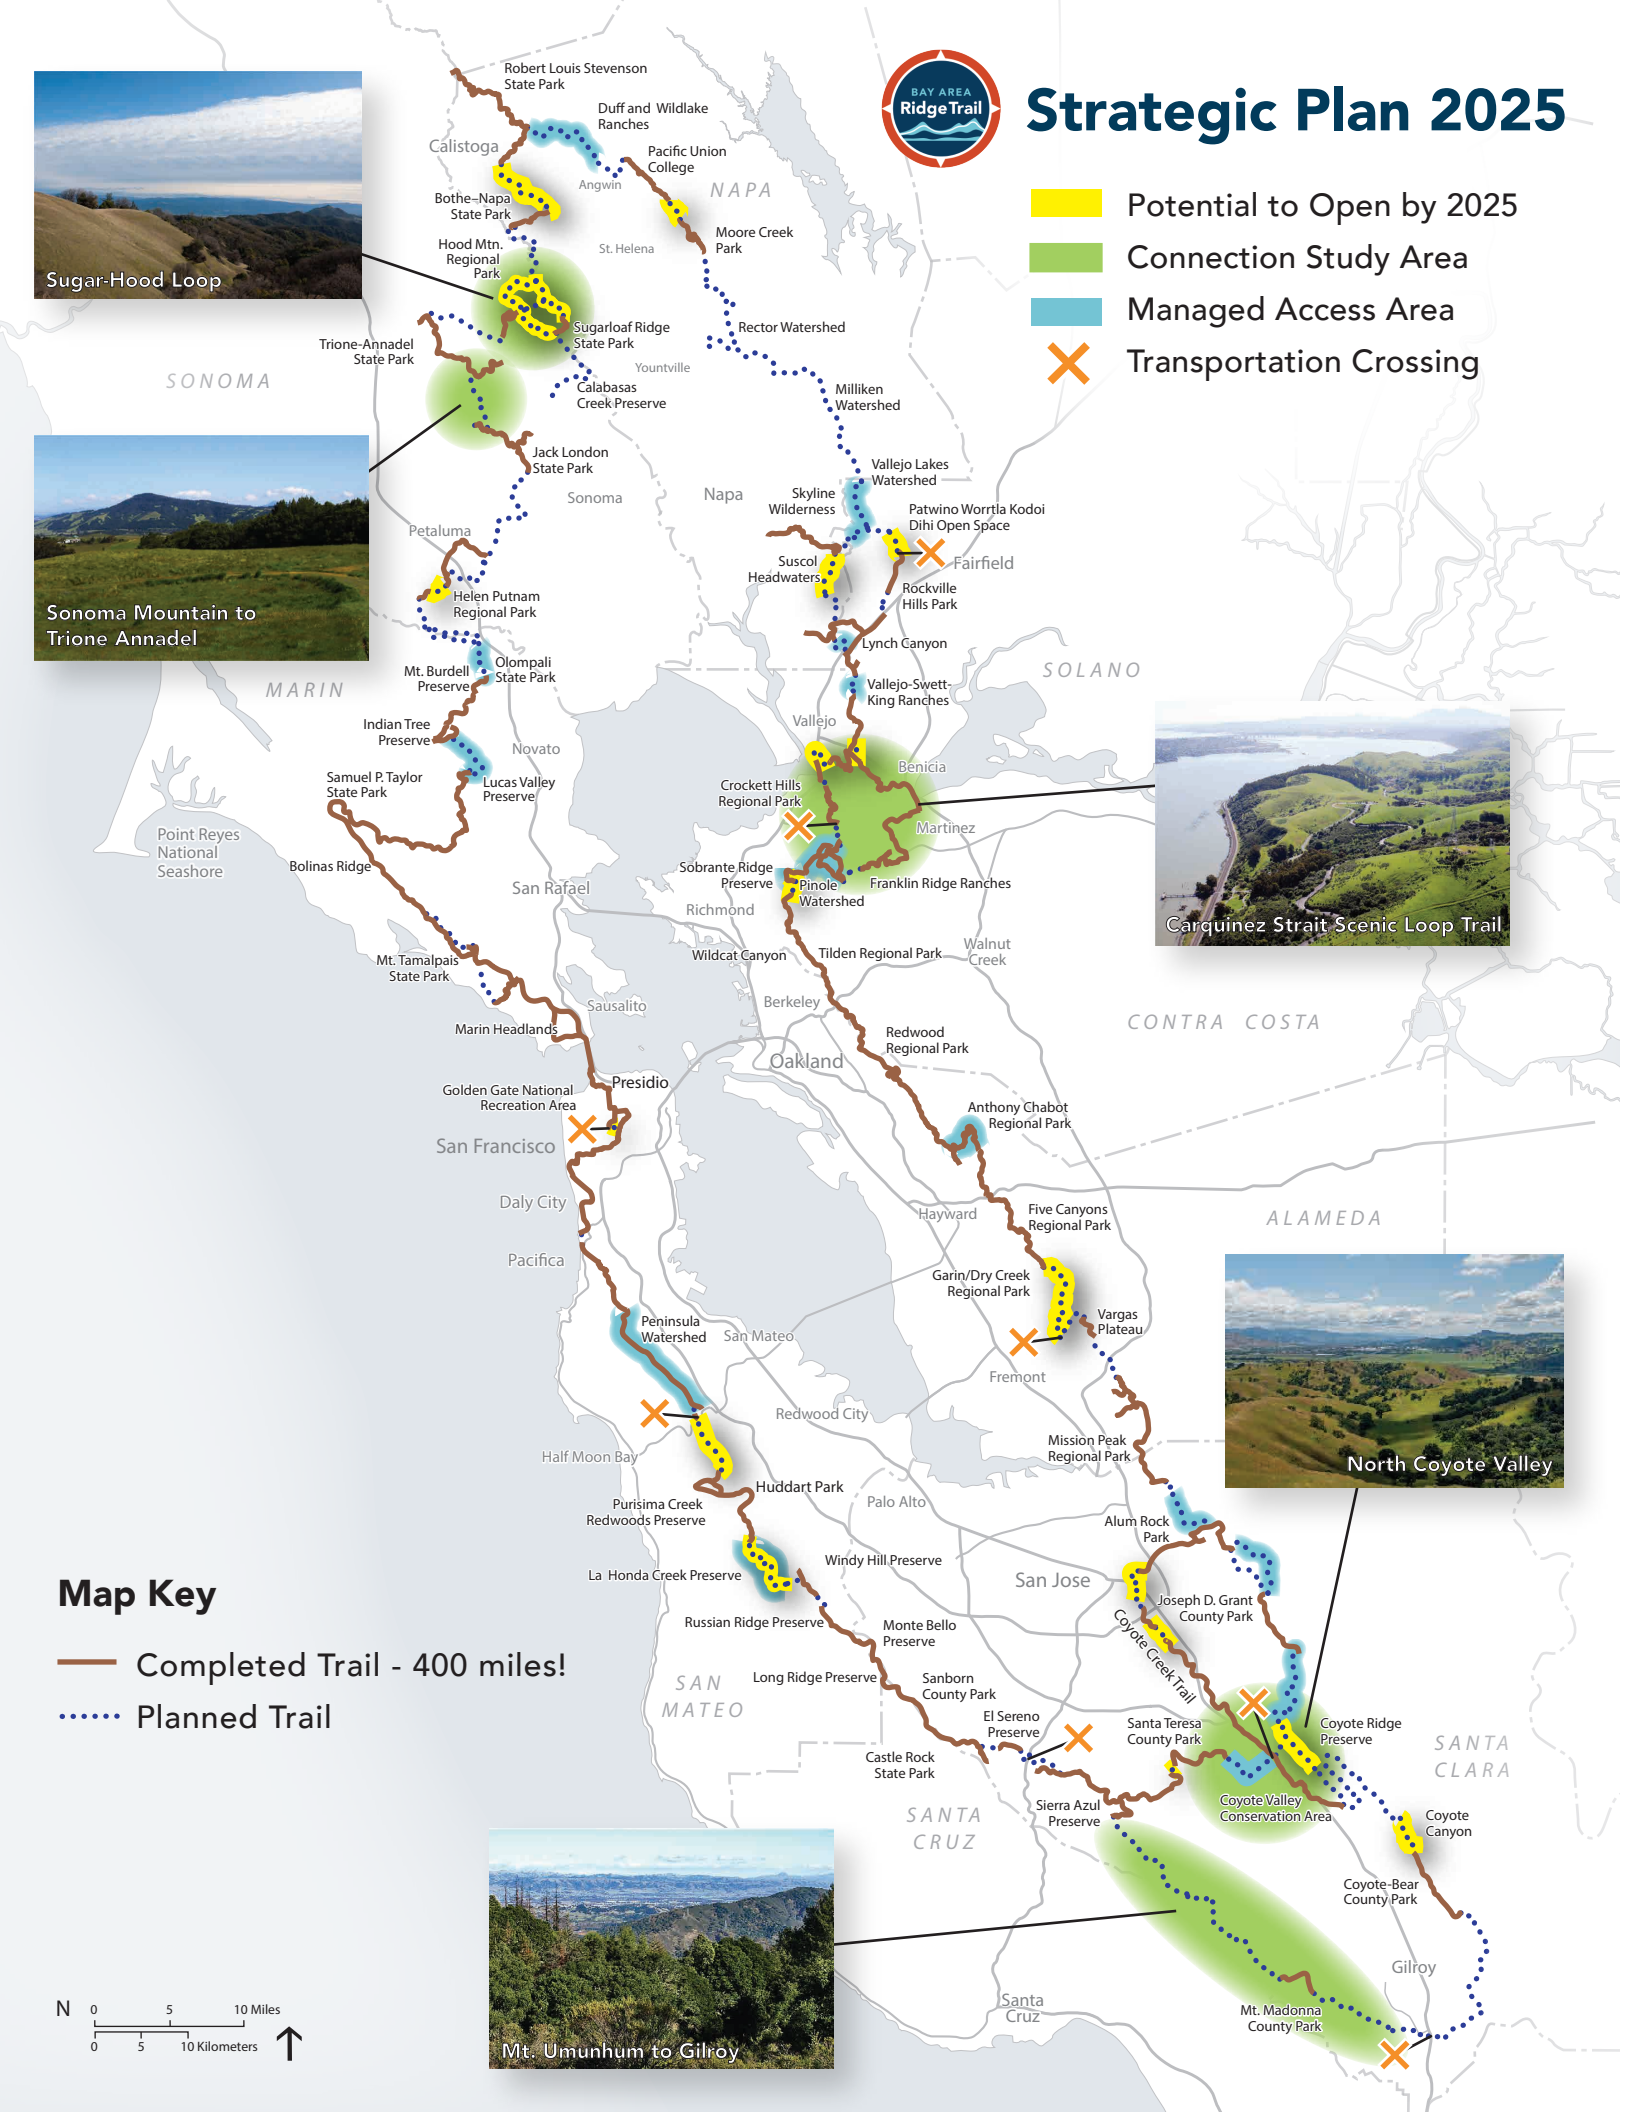 BAY AREA
Ridge Trail
Strategic Plan 2025
Potential to Open by 2025
Connection Study Area
Managed Access Area
Transportation Crossing
Robert Louis Stevenson
State Park
Duff and Wildlake
Ranches
Calistoga
Pacific Union
College
Angwin
NAPA
Bothe–Napa
State Park
Moore Creek
Park
Hood Mtn.
Regional
Park
St. Helena
Sugar-Hood Loop
Sugarloaf Ridge
State Park
Rector Watershed
Trione-Annadel
State Park
Yountville
SONOMA
Calabasas
Creek Preserve
Milliken
Watershed
Jack London
State Park
Vallejo Lakes
Watershed
Sonoma
Napa
Skyline
Wilderness
Patwino Worrtla Kodoi
Dihi Open Space
Petaluma
Suscol
Headwaters
Fairfield
Helen Putnam
Regional Park
Rockville
Hills Park
Sonoma Mountain to
Trione Annadel
Lynch Canyon
Olompali
State Park
Mt. Burdell
Preserve
SOLANO
MARIN
Vallejo-Swett-
King Ranches
Indian Tree
Preserve
Vallejo
Novato
Benicia
Samuel P. Taylor
State Park
Lucas Valley
Preserve
Crockett Hills
Regional Park
Martinez
Point Reyes
National
Seashore
Bolinas Ridge
Sobrante Ridge
Preserve
Pinole
Watershed
Franklin Ridge Ranches
San Rafael
Richmond
Carquinez Strait Scenic Loop Trail
Wildcat Canyon
Tilden Regional Park
Walnut
Creek
Mt. Tamalpais
State Park
Berkeley
Sausalito
Marin Headlands
CONTRA COSTA
Redwood
Regional Park
Oakland
Golden Gate National
Recreation Area
Presidio
Anthony Chabot
Regional Park
San Francisco
Daly City
Hayward
Five Canyons
Regional Park
ALAMEDA
Pacifica
Garin/Dry Creek
Regional Park
Peninsula
Watershed
San Mateo
Vargas
Plateau
Fremont
Redwood City
Mission Peak
Regional Park
Half Moon Bay
North Coyote Valley
Huddart Park
Purisima Creek
Redwoods Preserve
Palo Alto
Alum Rock
Park
La Honda Creek Preserve
Windy Hill Preserve
San Jose
Joseph D. Grant
County Park
Coyote Creek Trail
Russian Ridge Preserve
Monte Bello
Preserve
Map Key
Completed Trail - 400 miles!
Planned Trail
Long Ridge Preserve
Sanborn
County Park
SAN
MATEO
El Sereno
Preserve
Santa Teresa
County Park
Coyote Ridge
Preserve
SANTA
CLARA
Castle Rock
State Park
Sierra Azul
Preserve
Coyote Valley
Conservation Area
Coyote
Canyon
SANTA
CRUZ
Coyote-Bear
County Park
Gilroy
Mt. Madonna
County Park
Santa
Cruz
Mt. Umunhum to Gilroy
N
0 5 10 Miles
0 5 10 Kilometers